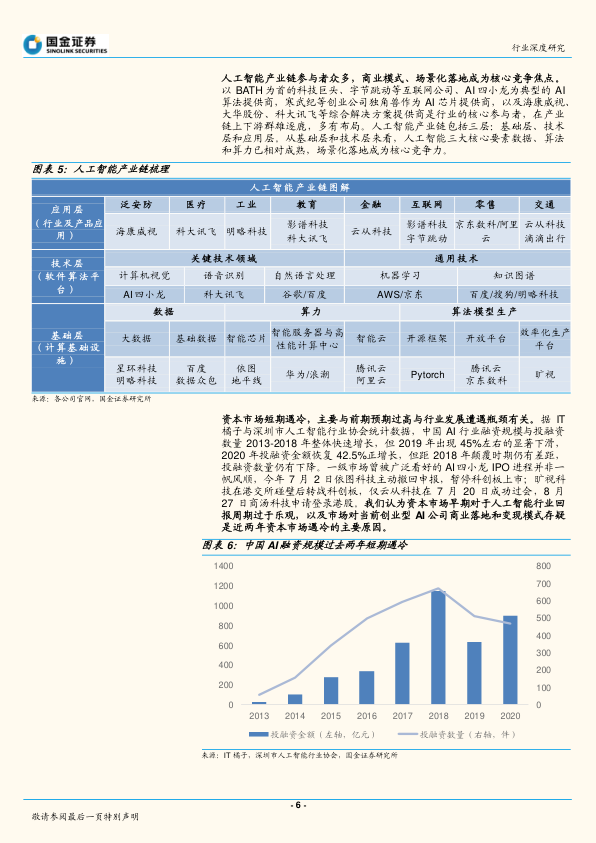 国金证券
SINOLINK SECURITIES
行业深度研究
人工智能产业链参与者众多，商业模式、场景化落地成为核心竞争焦点。
以 BATH 为首的科技巨头、字节跳动等互联网公司、AI 四小龙为典型的 AI
算法提供商，寒武纪等创业公司独角兽作为 AI 芯片提供商，以及海康威视、
大华股份、科大讯飞等综合解决方案提供商是行业的核心参与者，在产业
链上下游群雄逐鹿，多有布局。人工智能产业链包括三层：基础层、技术
层和应用层。从基础层和技术层来看，人工智能三大核心要素数据、算法
和算力已相对成熟，场景化落地成为核心竞争力。
图表 5：人工智能产业链梳理
人工智能产业链图解
应用层
（行业及产品应用）
泛安防 医疗 工业 教育 金融 互联网 零售 交通
海康威视 科大讯飞 明略科技 影谱科技 科大讯飞 云从科技 影谱科技 字节跳动 京东数科/阿里云 云从科技 滴滴出行
技术层
（软件算法平台）
关键技术领域 通用技术
计算机视觉 语音识别 自然语言处理 机器学习 知识图谱
AI四小龙 科大讯飞 谷歌/百度 AWS/京东 百度/搜狗/明略科技
基础层
（计算基础设施）
数据 算力 算法模型生产
大数据 基础数据 智能芯片 智能服务器与高性能计算中心 智能云 开源框架 开放平台 效率化生产平台
星环科技 明略科技 百度 数据众包 依图 地平线 华为/浪潮 腾讯云 阿里云 Pytorch 腾讯云 京东数科 旷视
来源：各公司官网，国金证券研究所
资本市场短期遇冷，主要与前期预期过高与行业发展遭遇瓶颈有关。据 IT
橘子与深圳市人工智能行业协会统计数据，中国 AI 行业融资规模与投融资
数量 2013-2018 年整体快速增长，但 2019 年出现 45%左右的显著下滑，
2020 年投融资金额恢复 42.5%正增长，但距 2018 年颠度时期仍有差距，
投融资数量仍有下降。一级市场曾被广泛看好的 AI四小龙 IPO 进程并非一
帆风顺，今年 7 月 2 日依图科技主动撤回申报，暂停科创板上市；旷视科
技在港交所碰壁后转战科创板，仅云从科技在 7 月 20 日成功过会，8 月
27 日商汤科技申请登录港股。我们认为资本市场早期对于人工智能行业回
报周期过于乐观，以及市场对当前创业型 AI 公司商业落地和变现模式存疑
是近两年资本市场遇冷的主要原因。
图表 6：中国 AI 融资规模过去两年短期遇冷
1400 800
1200 700
1000 600
800 500
600 400
400 300
200 200
0 100
0
2013 2014 2015 2016 2017 2018 2019 2020
投融资金额（左轴，亿元） 投融资数量（右轴，件）
来源：IT 橘子，深圳市人工智能行业协会，国金证券研究所
- 6 -
敬请参阅最后一页特别声明